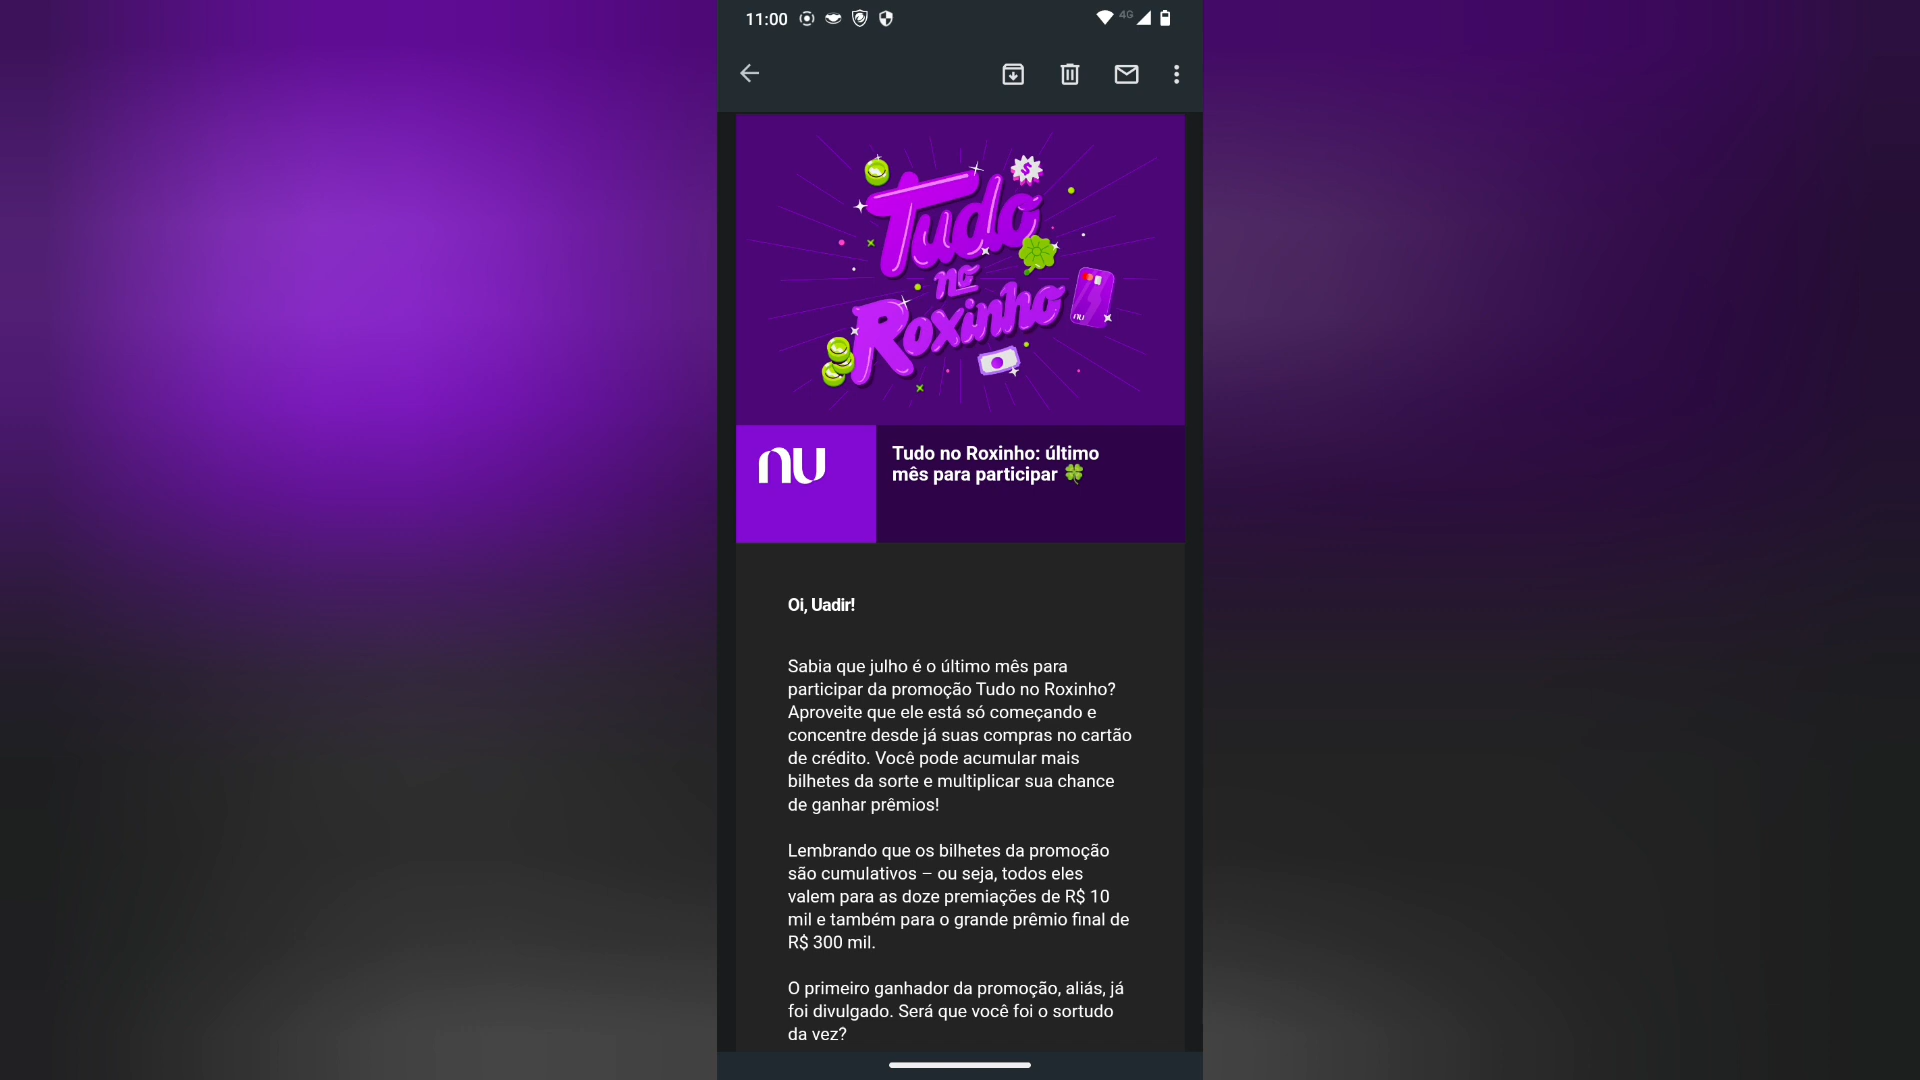 11:00
4G
Tudo
no
Roxinho
nu
nu
Tudo no Roxinho: último
mês para participar 🍀
Oi, Uadir!
Sabia que julho é o último mês para
participar da promoção Tudo no Roxinho?
Aproveite que ele está só começando e
concentre desde já suas compras no cartão
de crédito. Você pode acumular mais
bilhetes da sorte e multiplicar sua chance
de ganhar prêmios!
Lembrando que os bilhetes da promoção
são cumulativos – ou seja, todos eles
valem para as doze premiações de R$ 10
mil e também para o grande prêmio final de
R$ 300 mil.
O primeiro ganhador da promoção, aliás, já
foi divulgado. Será que você foi o sortudo
da vez?